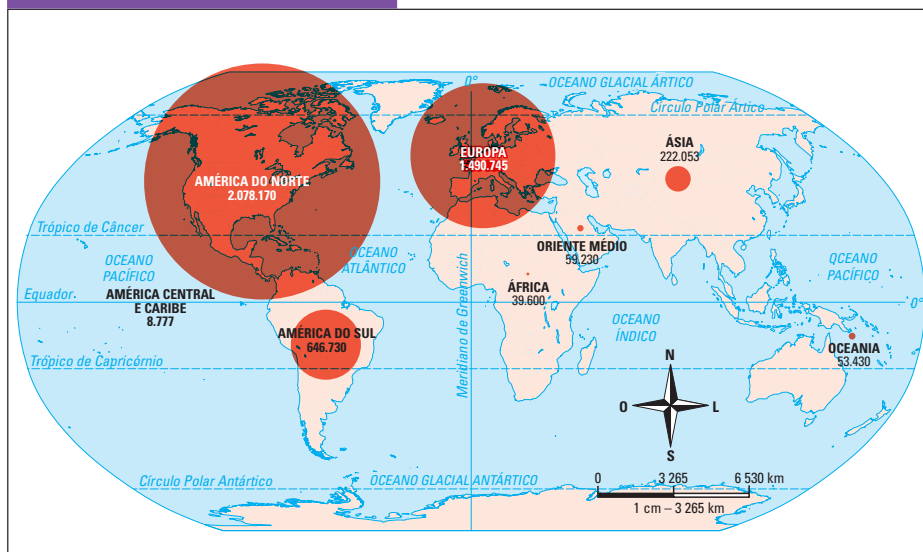 0°
OCEANO GLACIAL ÁRTICO
Círculo Polar Ártico
EUROPA
1.490.745
ÁSIA
222.053
AMÉRICA DO NORTE
2.078.170
Trópico de Câncer
OCEANO
ATLÂNTICO
ORIENTE MÉDIO
59.230
OCEANO
PACÍFICO
OCEANO
PACÍFICO
ÁFRICA
39.600
Equador
0°
AMÉRICA CENTRAL
E CARIBE
8.777
Meridiano de Greenwich
OCEANO
ÍNDICO
AMÉRICA DO SUL
646.730
OCEANIA
53.430
Trópico de Capricórnio
N
O
L
S
Círculo Polar Antártico
OCEANO GLACIAL ANTÁRTICO
0 3 265 6 530 km
1 cm – 3 265 km